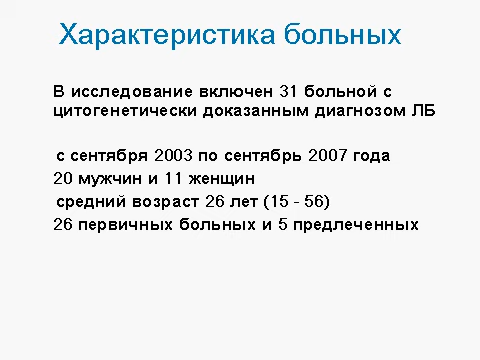 Характеристика больных
В исследование включен 31 больной с
цитогенетически доказанным диагнозом ЛБ
с сентября 2003 по сентябрь 2007 года
20 мужчин и 11 женщин
средний возраст 26 лет (15 - 56)
26 первичных больных и 5 предлеченных